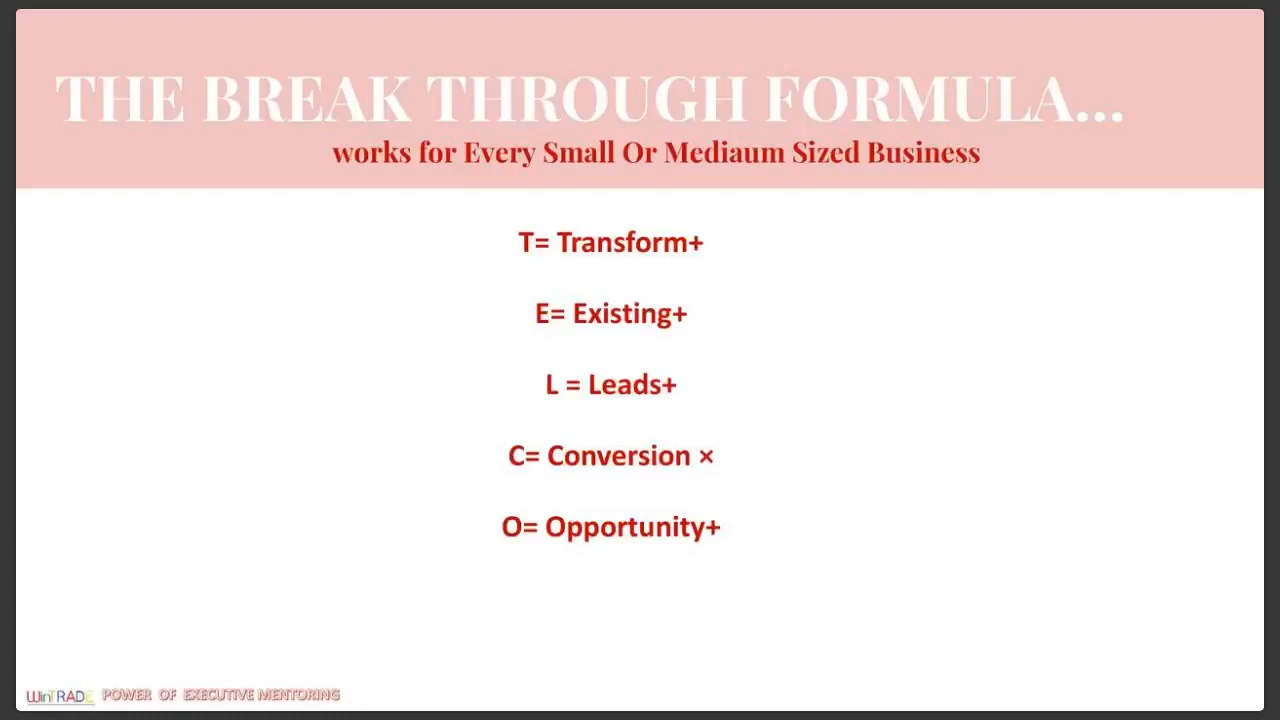 THE BREAK THROUGH FORMULA...
works for Every Small Or Mediaum Sized Business
T= Transform+
E= Existing+
L = Leads+
C= Conversion ×
O= Opportunity+
WinTRADE POWER OF EXECUTIVE MENTORING